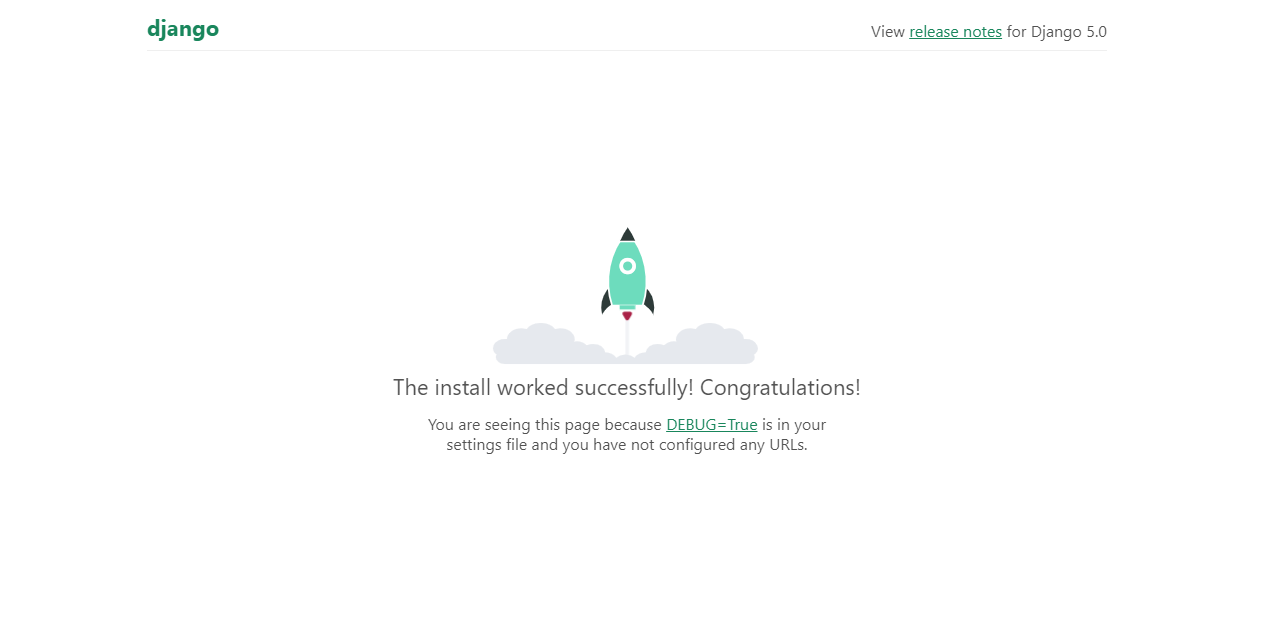 django
View release notes for Django 5.0
The install worked successfully! Congratulations!
You are seeing this page because DEBUG=True is in your
settings file and you have not configured any URLs.